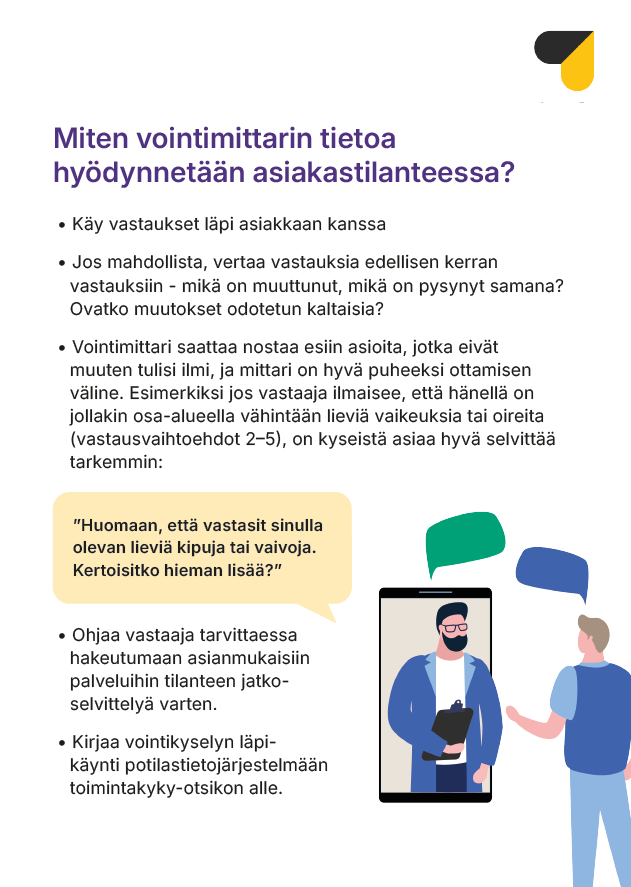 Miten vointimittarin tietoa
hyödynnetään asiakastilanteessa?
• Käy vastaukset läpi asiakkaan kanssa
• Jos mahdollista, vertaa vastauksia edellisen kerran
vastauksiin - mikä on muuttunut, mikä on pysynyt samana?
Ovatko muutokset odotetun kaltaisia?
• Vointimittari saattaa nostaa esiin asioita, jotka eivät
muuten tulisi ilmi, ja mittari on hyvä puheeksi ottamisen
väline. Esimerkiksi jos vastaaja ilmaisee, että hänellä on
jollakin osa-alueella vähintään lieviä vaikeuksia tai oireita
(vastausvaihtoehdot 2–5), on kyseistä asiaa hyvä selvittää
tarkemmin:
”Huomaan, että vastasit sinulla
olevan lieviä kipuja tai vaivoja.
Kertoisitko hieman lisää?”
• Ohjaa vastaaja tarvittaessa
hakeutumaan asianmukaisiin
palveluihin tilanteen jatko-
selvittelyä varten.
• Kirjaa vointikyselyn läpi-
käynti potilastietojärjestelmään
toimintakyky-otsikon alle.